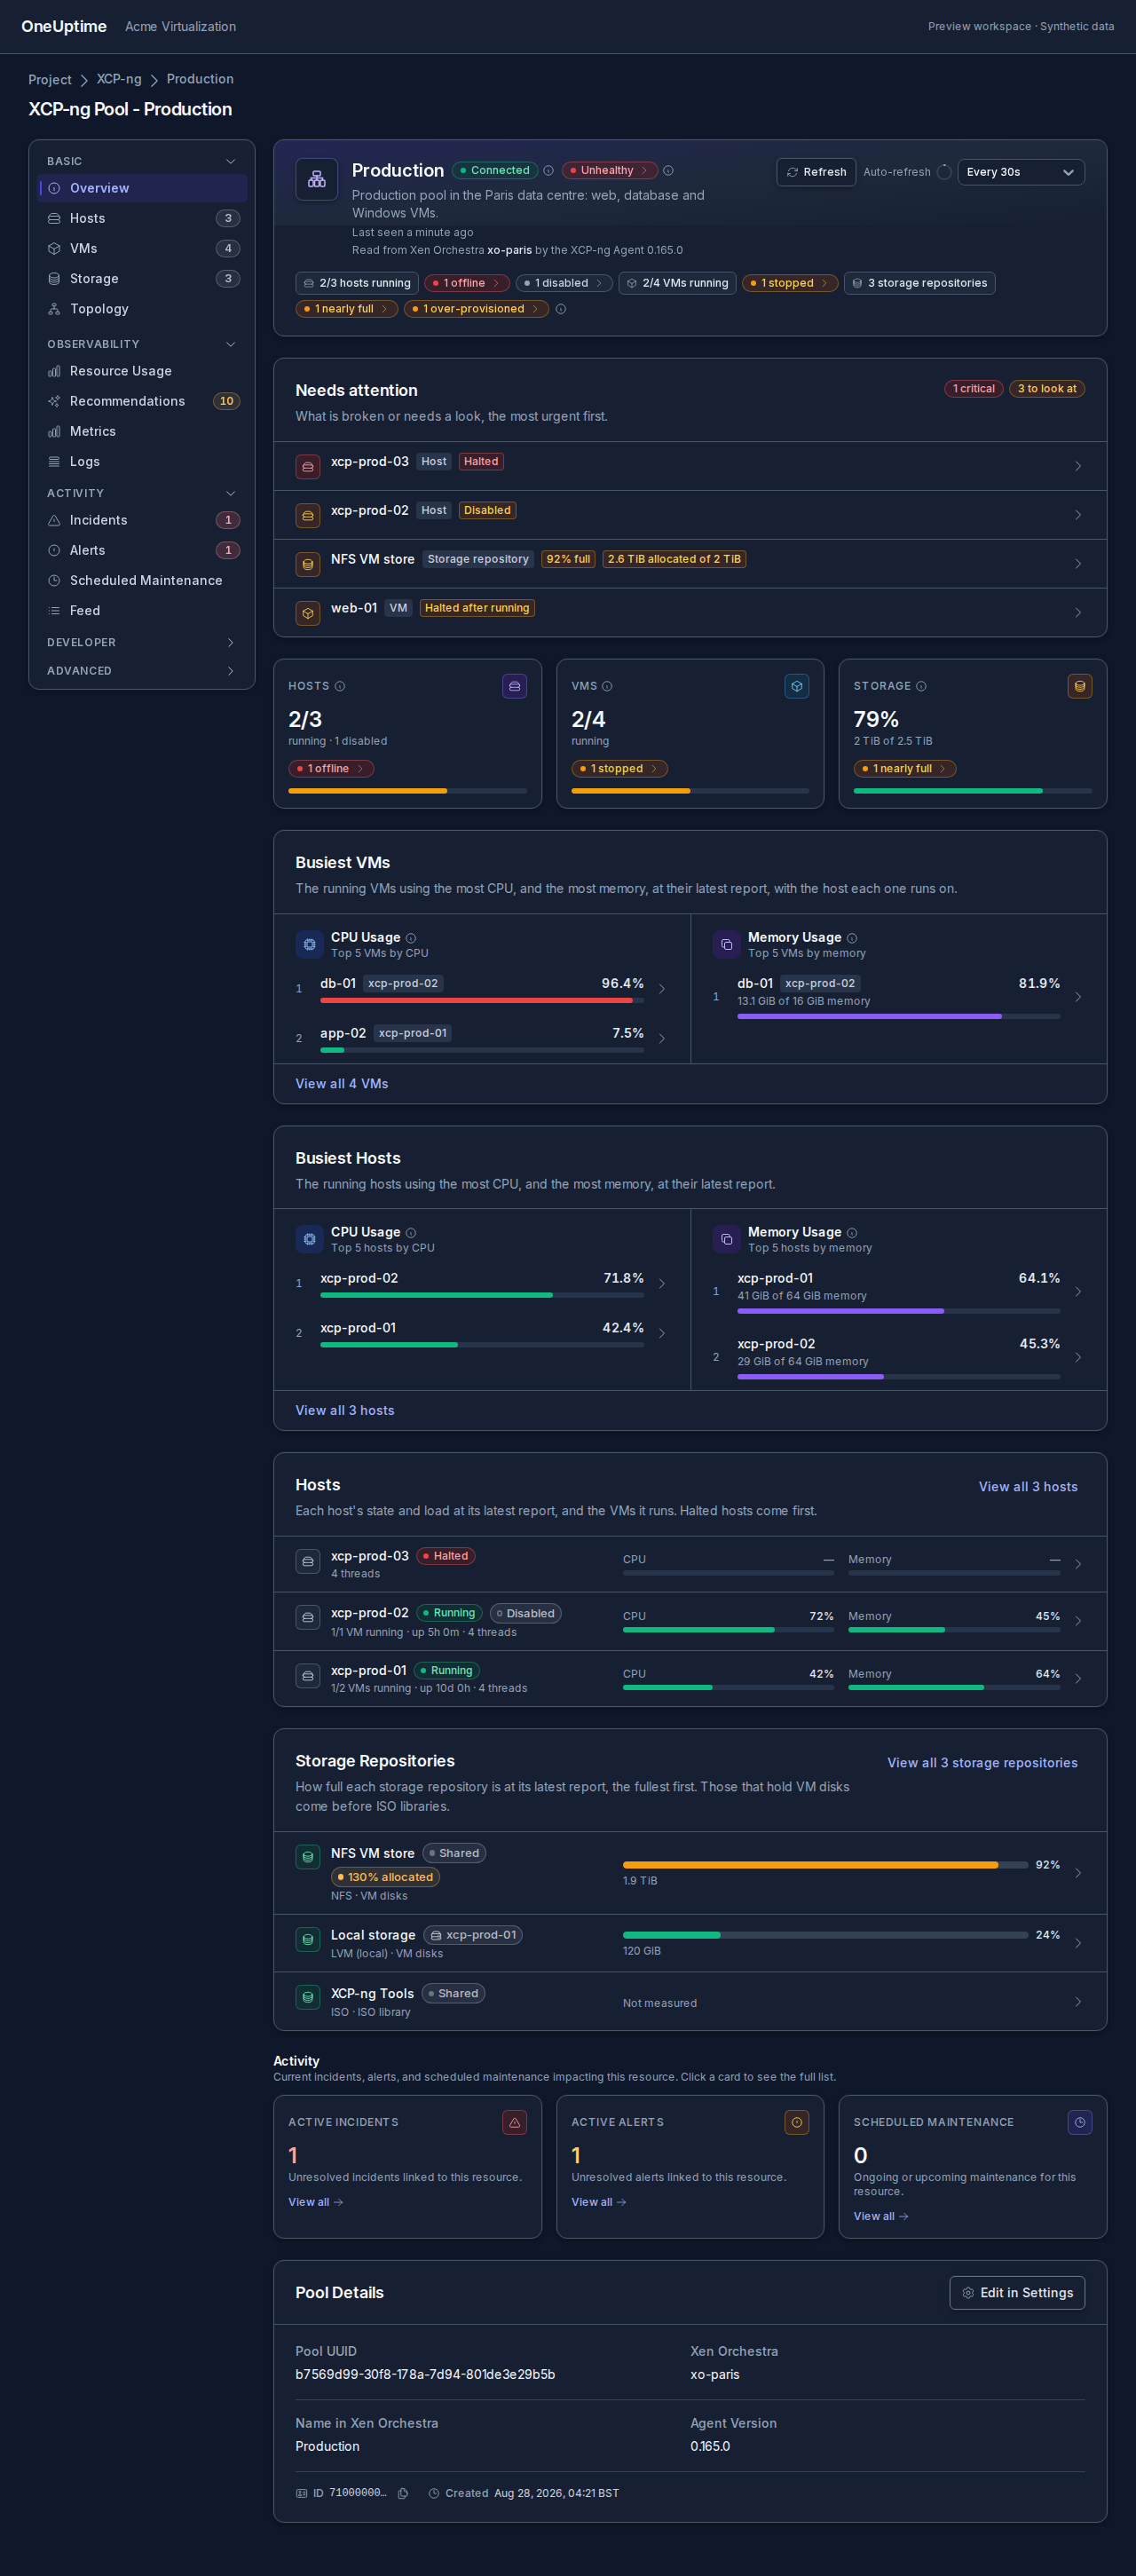 OneUptime Acme Virtualization Preview workspace · Synthetic data
Project XCP-ng Production
XCP-ng Pool - Production
BASIC
Overview
Hosts 3
VMs 4
Storage 3
Topology
OBSERVABILITY
Resource Usage
Recommendations 10
Metrics
Logs
ACTIVITY
Incidents 1
Alerts 1
Scheduled Maintenance
Feed
DEVELOPER
ADVANCED
Production Connected Unhealthy
Refresh Auto-refresh Every 30s
Production pool in the Paris data centre: web, database and
Windows VMs.
Last seen a minute ago
Read from Xen Orchestra xo-paris by the XCP-ng Agent 0.165.0
2/3 hosts running 1 offline 1 disabled 2/4 VMs running 1 stopped 3 storage repositories
1 nearly full 1 over-provisioned
Needs attention 1 critical 3 to look at
What is broken or needs a look, the most urgent first.
xcp-prod-03 Host Halted
xcp-prod-02 Host Disabled
NFS VM store Storage repository 92% full 2.6 TiB allocated of 2 TiB
web-01 VM Halted after running
HOSTS
2/3
running · 1 disabled
1 offline
VMS
2/4
running
1 stopped
STORAGE
79%
2 TIB of 2.5 TIB
1 nearly full
Busiest VMs
The running VMs using the most CPU, and the most memory, at their latest report, with the host each one runs on.
CPU Usage
Top 5 VMs by CPU
1 db-01 xcp-prod-02 96.4%
2 app-02 xcp-prod-01 7.5%
Memory Usage
Top 5 VMs by memory
1 db-01 xcp-prod-02 81.9%
13.1 GiB of 16 GiB memory
View all 4 VMs
Busiest Hosts
The running hosts using the most CPU, and the most memory, at their latest report.
CPU Usage
Top 5 hosts by CPU
1 xcp-prod-02 71.8%
2 xcp-prod-01 42.4%
Memory Usage
Top 5 hosts by memory
1 xcp-prod-01 64.1%
41 GiB of 64 GiB memory
2 xcp-prod-02 45.3%
29 GiB of 64 GiB memory
View all 3 hosts
Hosts View all 3 hosts
Each host's state and load at its latest report, and the VMs it runs. Halted hosts come first.
xcp-prod-03 Halted
4 threads
CPU — Memory —
xcp-prod-02 Running Disabled
1/1 VM running · up 5h 0m · 4 threads
CPU 72% Memory 45%
xcp-prod-01 Running
1/2 VMs running · up 10d 0h · 4 threads
CPU 42% Memory 64%
Storage Repositories View all 3 storage repositories
How full each storage repository is at its latest report, the fullest first. Those that hold VM disks
come before ISO libraries.
NFS VM store Shared
130% allocated
NFS · VM disks
92%
1.9 TIB
Local storage xcp-prod-01
LVM (local) · VM disks
24%
120 GIB
XCP-ng Tools Shared
ISO · ISO library
Not measured
Activity
Current incidents, alerts, and scheduled maintenance impacting this resource. Click a card to see the full list.
ACTIVE INCIDENTS
1
Unresolved incidents linked to this resource.
View all
ACTIVE ALERTS
1
Unresolved alerts linked to this resource.
View all
SCHEDULED MAINTENANCE
0
Ongoing or upcoming maintenance for this
resource.
View all
Pool Details Edit in Settings
Pool UUID
b7569d99-30f8-178a-7d94-801de3e29b5b
Xen Orchestra
xo-paris
Name in Xen Orchestra
Production
Agent Version
0.165.0
ID 71000000… Created Aug 28, 2026, 04:21 BST